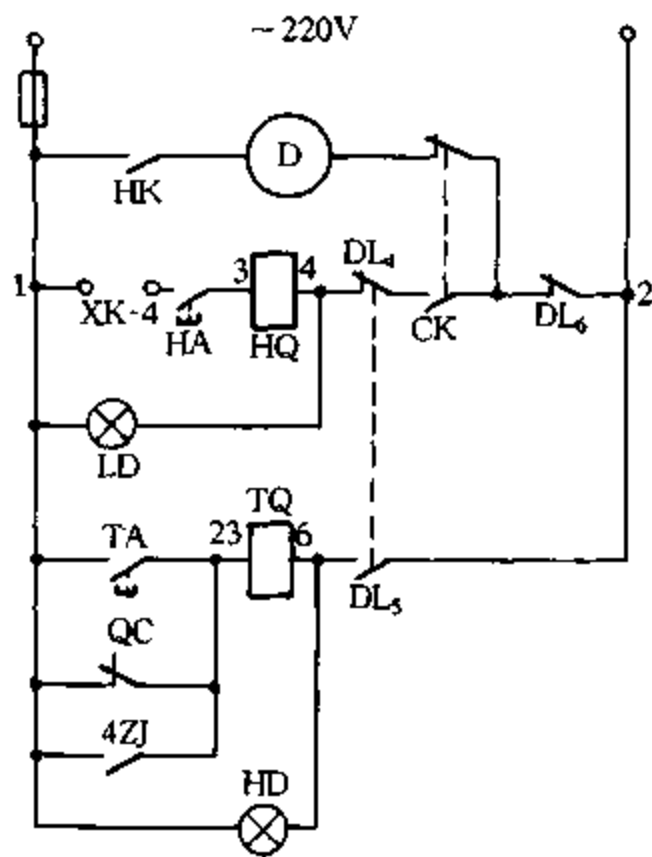 ~220V
D
HK
DL₄
1 3 4 2
XK-4 HA HQ CK DL₆
LD
TQ
TA 23 6
DL₅
QC
4ZJ
HD